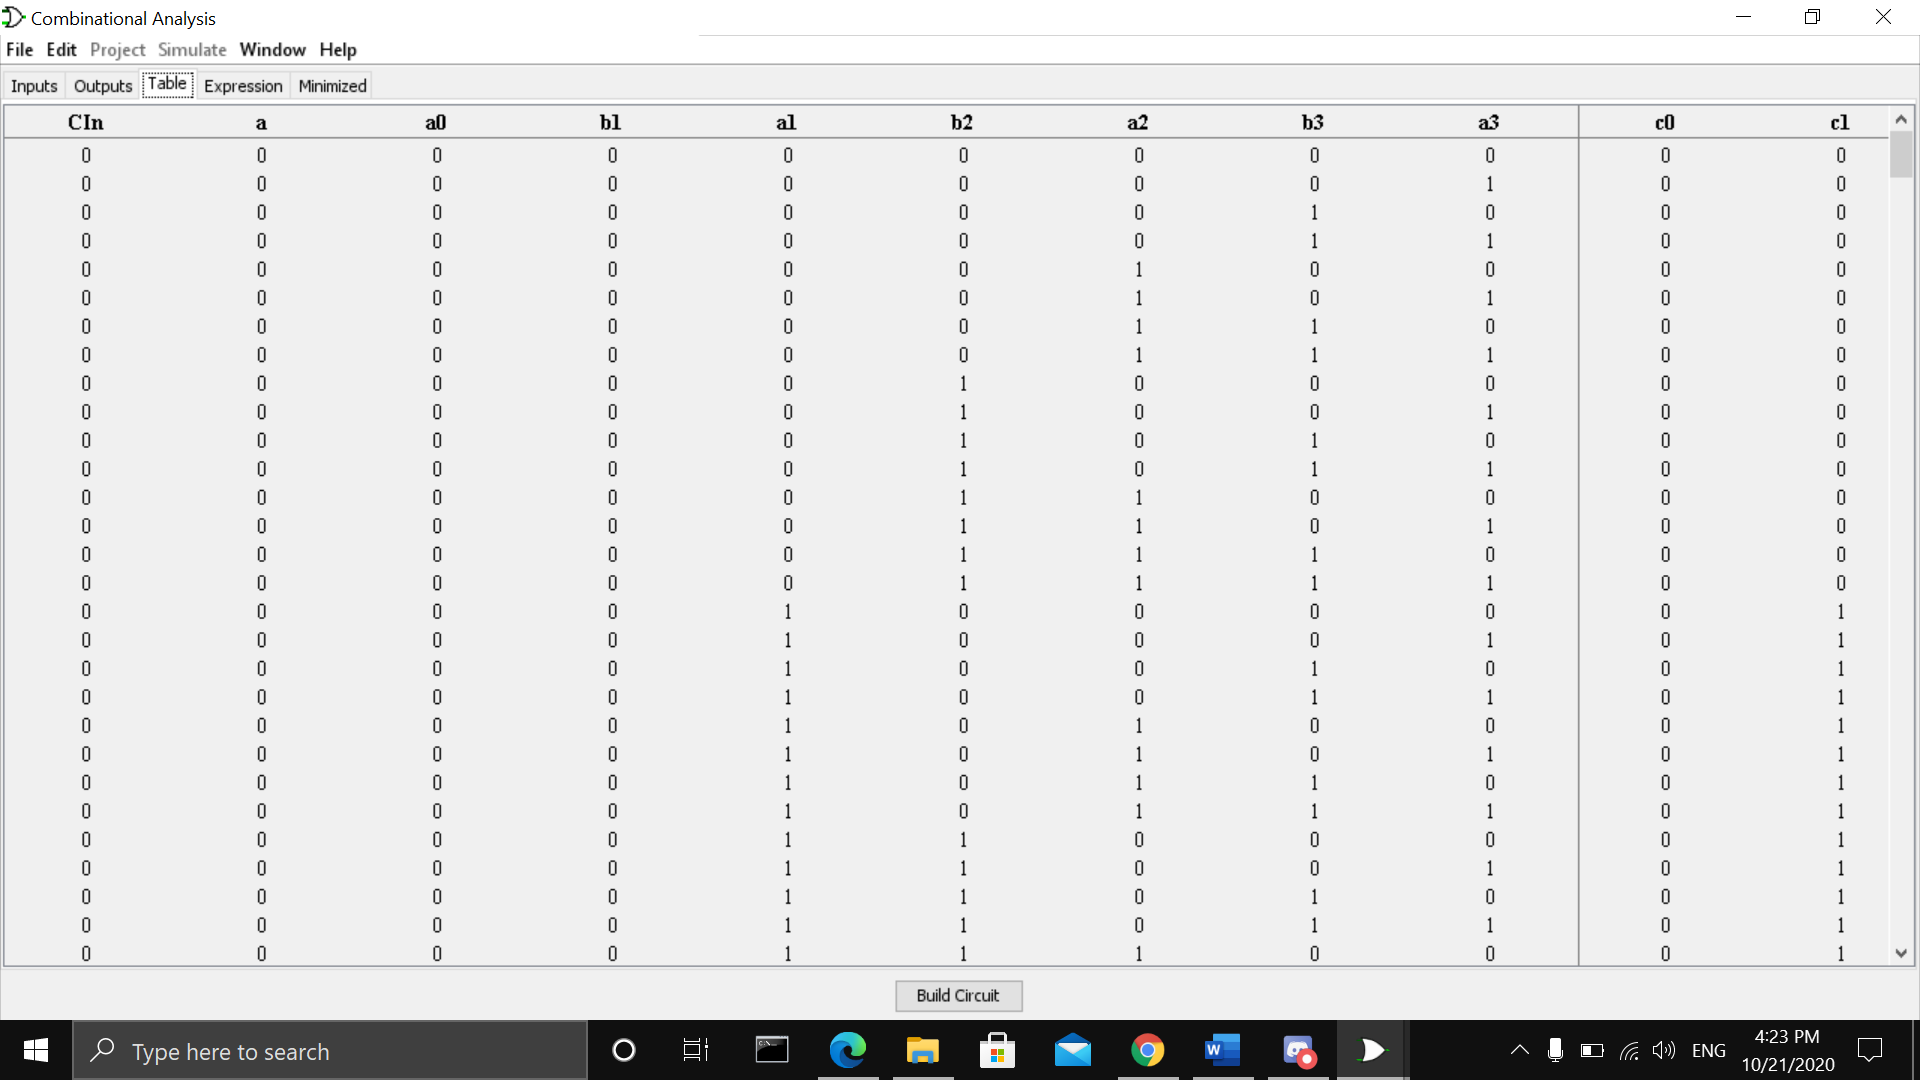 Combinational Analysis
File Edit Project Simulate Window Help
Inputs Outputs Table Expression Minimized
CIn a a0 b1 a1 b2 a2 b3 a3 c0 c1
0 0 0 0 0 0 0 0 0 0 0
0 0 0 0 0 0 0 0 1 0 0
0 0 0 0 0 0 0 1 0 0 0
0 0 0 0 0 0 0 1 1 0 0
0 0 0 0 0 0 1 0 0 0 0
0 0 0 0 0 0 1 0 1 0 0
0 0 0 0 0 0 1 1 0 0 0
0 0 0 0 0 0 1 1 1 0 0
0 0 0 0 0 1 0 0 0 0 0
0 0 0 0 0 1 0 0 1 0 0
0 0 0 0 0 1 0 1 0 0 0
0 0 0 0 0 1 0 1 1 0 0
0 0 0 0 0 1 1 0 0 0 0
0 0 0 0 0 1 1 0 1 0 0
0 0 0 0 0 1 1 1 0 0 0
0 0 0 0 0 1 1 1 1 0 0
0 0 0 0 1 0 0 0 0 0 1
0 0 0 0 1 0 0 0 1 0 1
0 0 0 0 1 0 0 1 0 0 1
0 0 0 0 1 0 0 1 1 0 1
0 0 0 0 1 0 1 0 0 0 1
0 0 0 0 1 0 1 0 1 0 1
0 0 0 0 1 0 1 1 0 0 1
0 0 0 0 1 0 1 1 1 0 1
0 0 0 0 1 1 0 0 0 0 1
0 0 0 0 1 1 0 0 1 0 1
0 0 0 0 1 1 0 1 0 0 1
0 0 0 0 1 1 0 1 1 0 1
0 0 0 0 1 1 1 0 0 0 1
Build Circuit
Type here to search
ENG
4:23 PM
10/21/2020